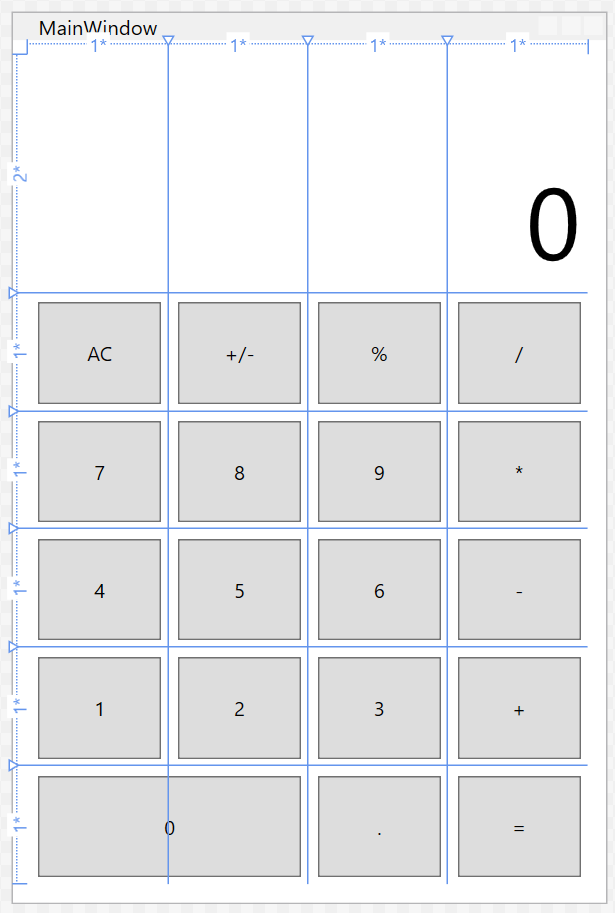 MainWindow
1* 1* 1* 1*
2*
0
1*
AC +/- % /
1*
7 8 9 *
1*
4 5 6 -
1*
1 2 3 +
1*
0 . =